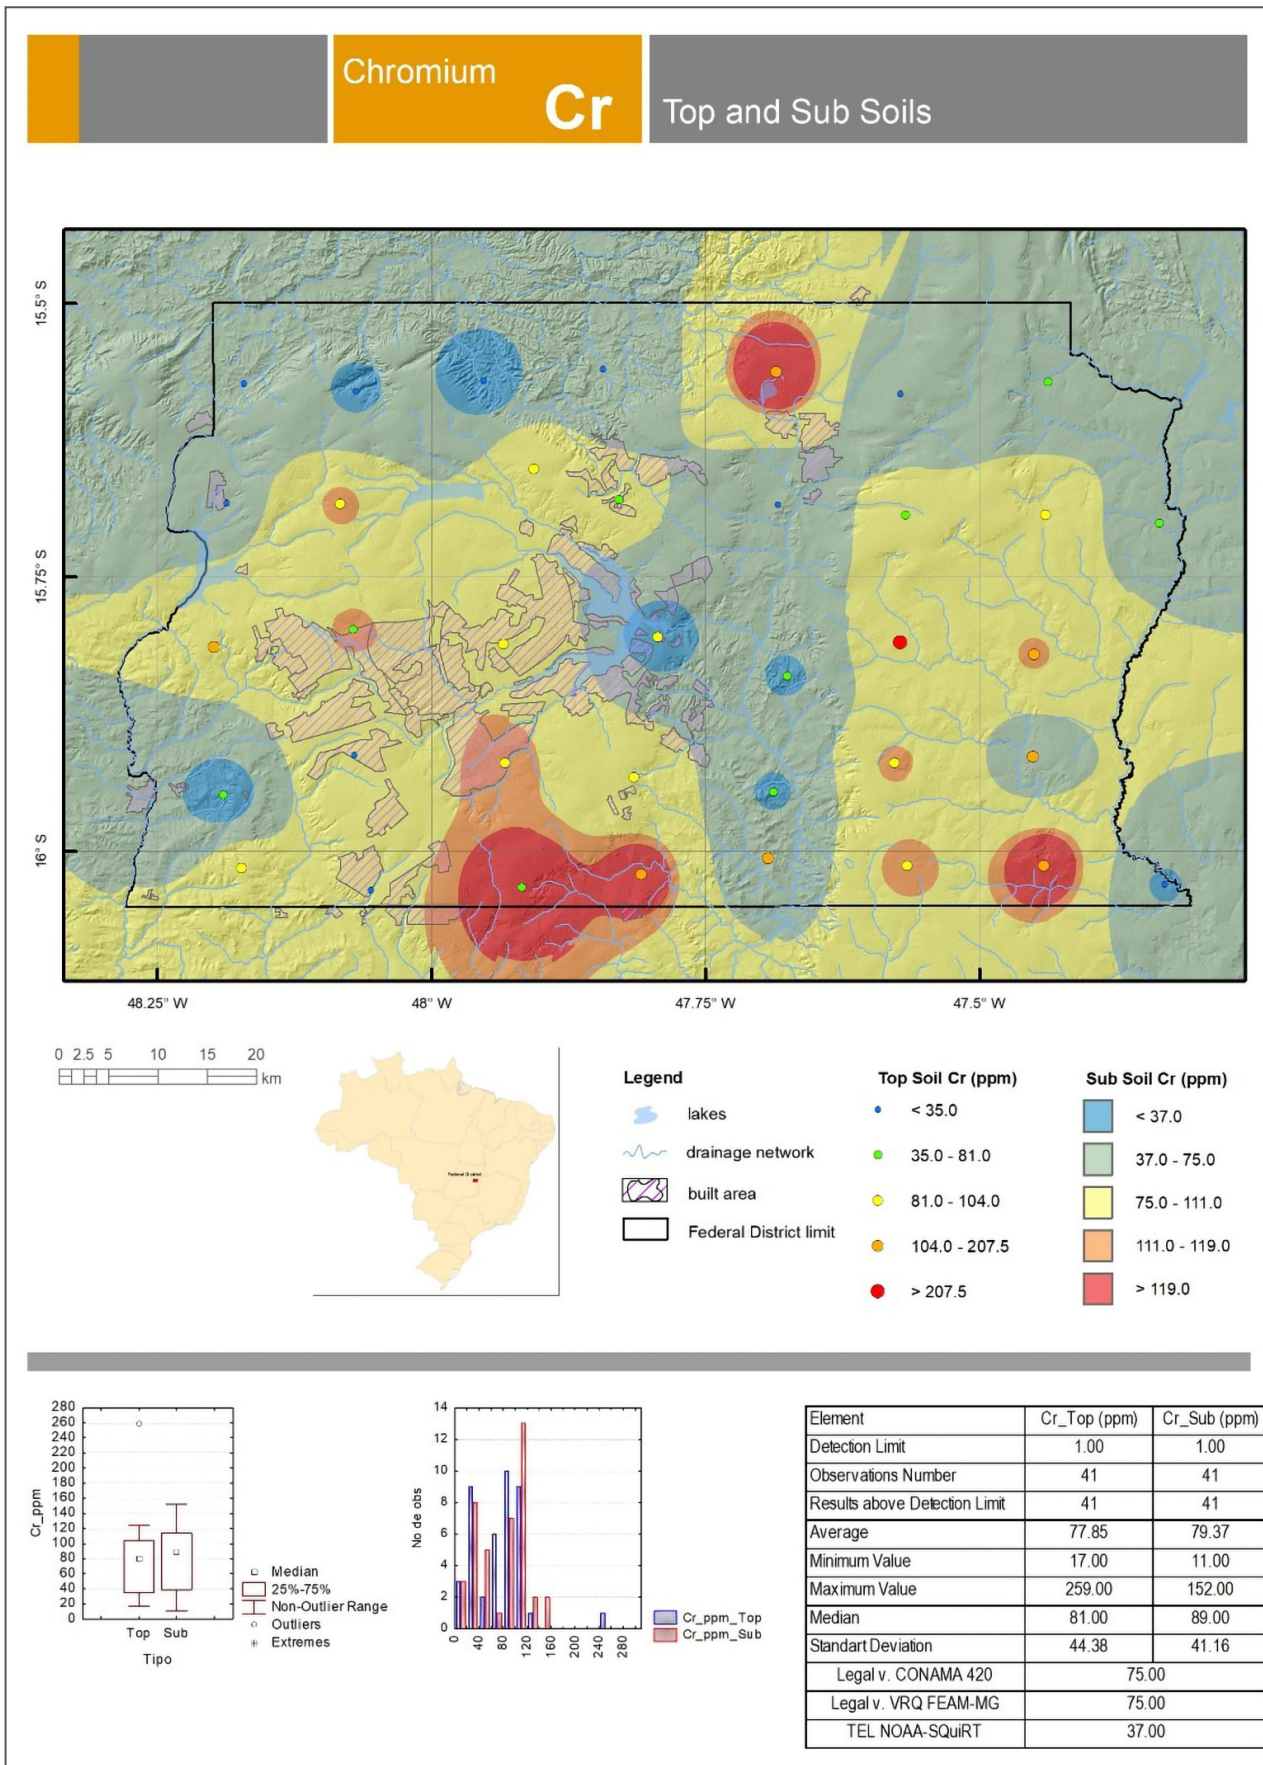 Chromium
Cr
Top and Sub Soils
15.5° S
15.75° S
16° S
48.25° W
48° W
47.75° W
47.5° W
0 2.5 5 10 15 20
km
Federal District
Legend
lakes
drainage network
built area
Federal District limit
Top Soil Cr (ppm)
< 35.0
35.0 - 81.0
81.0 - 104.0
104.0 - 207.5
> 207.5
Sub Soil Cr (ppm)
< 37.0
37.0 - 75.0
75.0 - 111.0
111.0 - 119.0
> 119.0
Cr_ppm
280
260
240
220
200
180
160
140
120
100
80
60
40
20
0
Top Sub
Tipo
Median
25%-75%
Non-Outlier Range
Outliers
Extremes
No de obs
14
12
10
8
6
4
2
0
0 40 80 120 160 200 240 280
Cr_ppm_Top
Cr_ppm_Sub
Element Cr_Top (ppm) Cr_Sub (ppm)
Detection Limit 1.00 1.00
Observations Number 41 41
Results above Detection Limit 41 41
Average 77.85 79.37
Minimum Value 17.00 11.00
Maximum Value 259.00 152.00
Median 81.00 89.00
Standart Deviation 44.38 41.16
Legal v. CONAMA 420 75.00
Legal v. VRQ FEAM-MG 75.00
TEL NOAA-SQuiRT 37.00